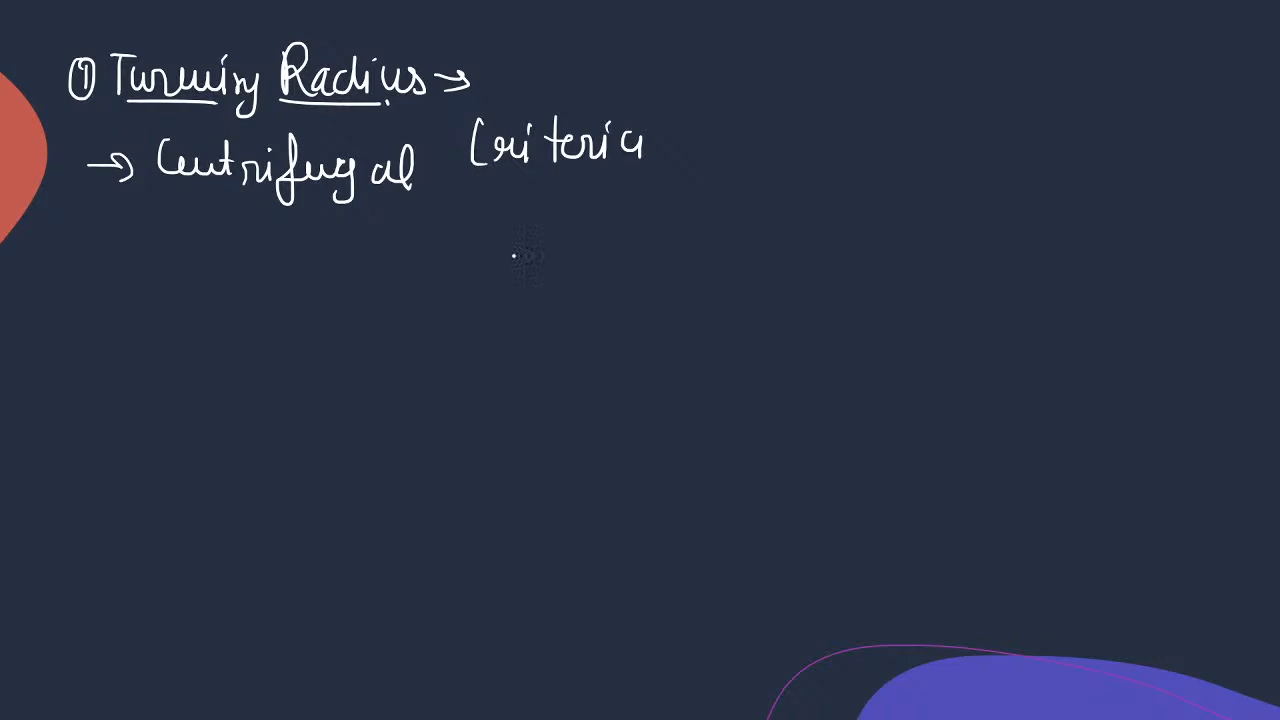 ① Turning Radius →
→ Centrifugal Criteria